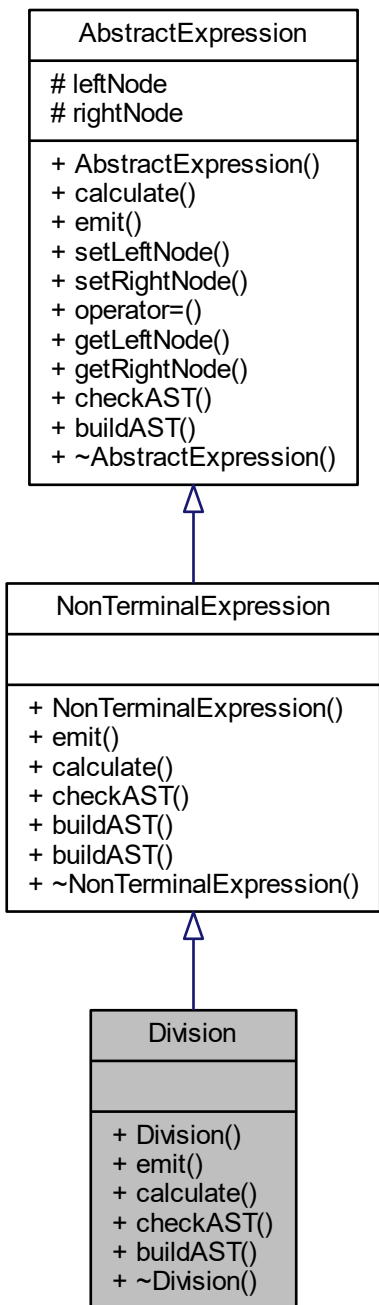 AbstractExpression
# leftNode
# rightNode
+ AbstractExpression()
+ calculate()
+ emit()
+ setLeftNode()
+ setRightNode()
+ operator=()
+ getLeftNode()
+ getRightNode()
+ checkAST()
+ buildAST()
+ ~AbstractExpression()
NonTerminalExpression
+ NonTerminalExpression()
+ emit()
+ calculate()
+ checkAST()
+ buildAST()
+ buildAST()
+ ~NonTerminalExpression()
Division
+ Division()
+ emit()
+ calculate()
+ checkAST()
+ buildAST()
+ ~Division()